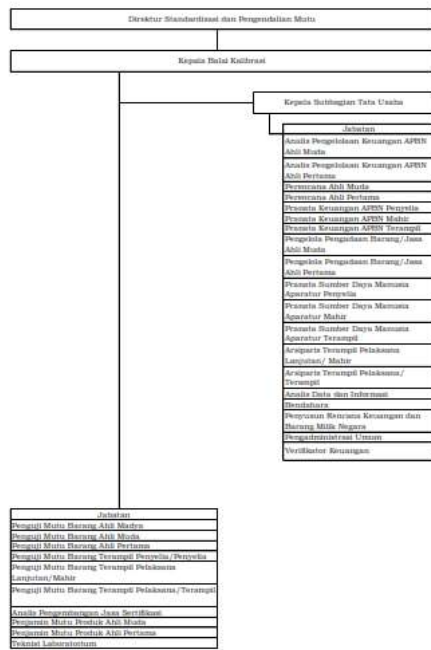 Direktur Standardisasi dan Pengendalian Mutu
Kepala Balai Kalibrasi
Kepala Subbagian Tata Usaha
Jabatan
Analis Pengelolaan Keuangan APBN
Ahli Muda
Analis Pengelolaan Keuangan APBN
Ahli Pertama
Perencana Ahli Muda
Perencana Ahli Pertama
Pranata Keuangan APBN Penyelia
Pranata Keuangan APBN Mahir
Pranata Keuangan APBN Terampil
Pengelola Pengadaan Barang/Jasa
Ahli Muda
Pengelola Pengadaan Barang/Jasa
Ahli Pertama
Pranata Sumber Daya Manusia
Aparatur Penyelia
Pranata Sumber Daya Manusia
Aparatur Mahir
Pranata Sumber Daya Manusia
Aparatur Terampil
Arsiparis Terampil Pelaksana
Lanjutan/ Mahir
Arsiparis Terampil Pelaksana/
Terampil
Analis Data dan Informasi
Bendahara
Penyusun Rencana Keuangan dan
Barang Milik Negara
Pengadministrasi Umum
Verifikator Keuangan
Jabatan
Penguji Mutu Barang Ahli Madya
Penguji Mutu Barang Ahli Muda
Penguji Mutu Barang Ahli Pertama
Penguji Mutu Barang Terampil Penyelia/Penyelia
Penguji Mutu Barang Terampil Pelaksana
Lanjutan/Mahir
Penguji Mutu Barang Terampil Pelaksana/Terampil
Analis Pengembangan Jasa Sertifikasi
Penjamin Mutu Produk Ahli Muda
Penjamin Mutu Produk Ahli Pertama
Teknisi Laboratorium